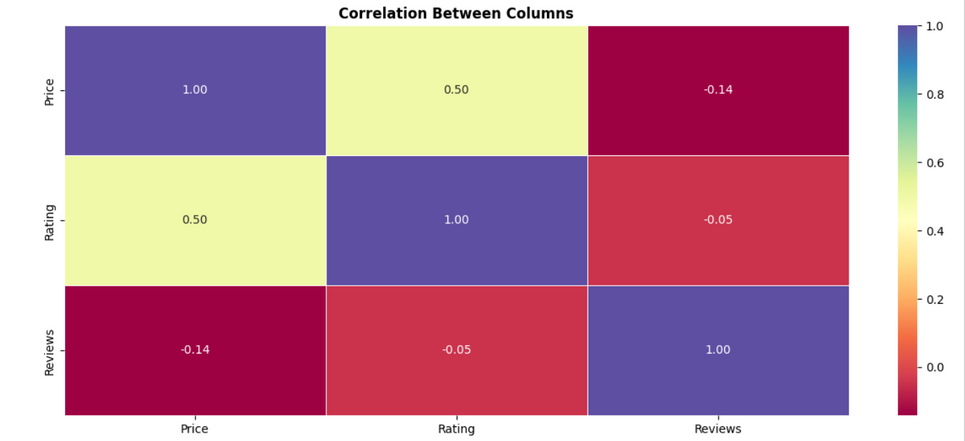 Correlation Between Columns
Price
1.00
0.50
-0.14
Rating
0.50
1.00
-0.05
Reviews
-0.14
-0.05
1.00
Price
Rating
Reviews
1.0
0.8
0.6
0.4
0.2
0.0